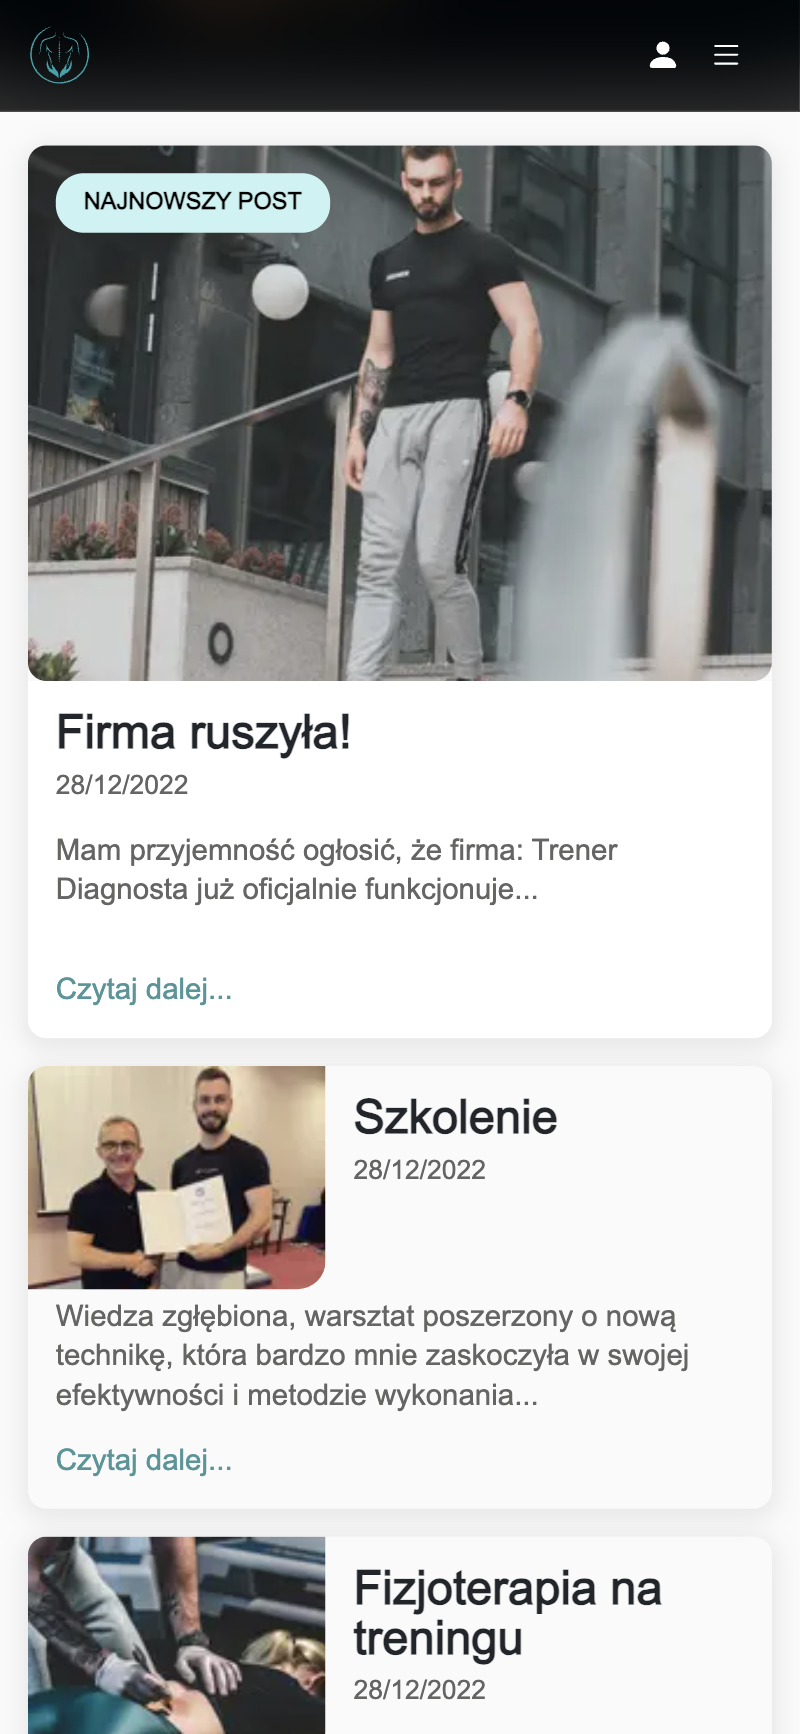 NAJNOWSZY POST
Firma ruszyła!
28/12/2022
Mam przyjemność ogłosić, że firma: Trener
Diagnosta już oficjalnie funkcjonuje...
Czytaj dalej...
Szkolenie
28/12/2022
Wiedza zgłębiona, warsztat poszerzony o nową
technikę, która bardzo mnie zaskoczyła w swojej
efektywności i metodzie wykonania...
Czytaj dalej...
Fizjoterapia na
treningu
28/12/2022